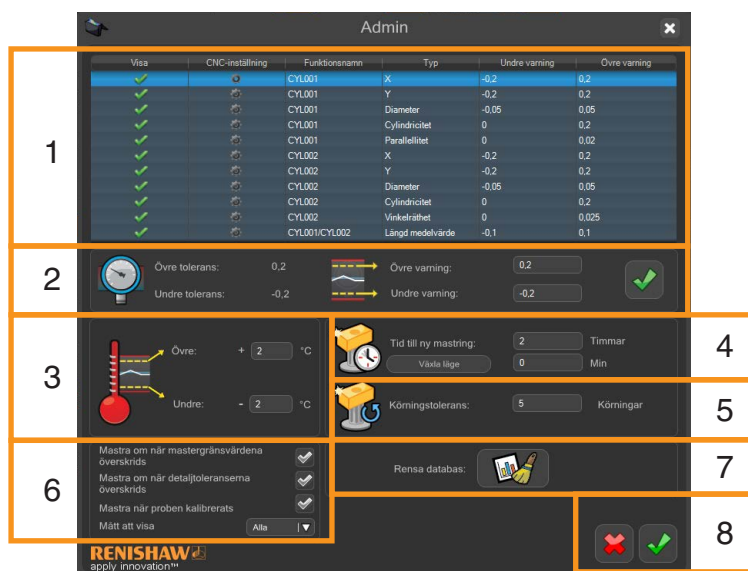 Admin
Visa CNC-inställning Funktionsnamn Typ Undre varning Övre varning
CYL001 X -0,2 0,2
CYL001 Y -0,2 0,2
CYL001 Diameter -0,05 0,05
CYL001 Cylindricitet 0 0,2
CYL001 Parallellitet 0 0,02
CYL002 X -0,2 0,2
CYL002 Y -0,2 0,2
CYL002 Diameter -0,05 0,05
CYL002 Cylindricitet 0 0,2
CYL002 Vinkelräthet 0 0,025
CYL001/CYL002 Längd medelvärde -0,1 0,1
1
2
Övre tolerans: 0,2 Övre varning: 0,2
Undre tolerans: -0,2 Undre varning: -0,2
3
Övre: + 2 °C
Undre: - 2 °C
Tid till ny mastring: 2 Timmar
Växla läge 0 Min
4
Körningstolerans: 5 Körningar
5
6
Mastra om när mastergränsvärdena
överskrids
Mastra om när detaljtoleranserna
överskrids
Mastra när proben kalibrerats
Mätt att visa Alla
Rensa databas:
7
8
RENISHAW
apply innovation™